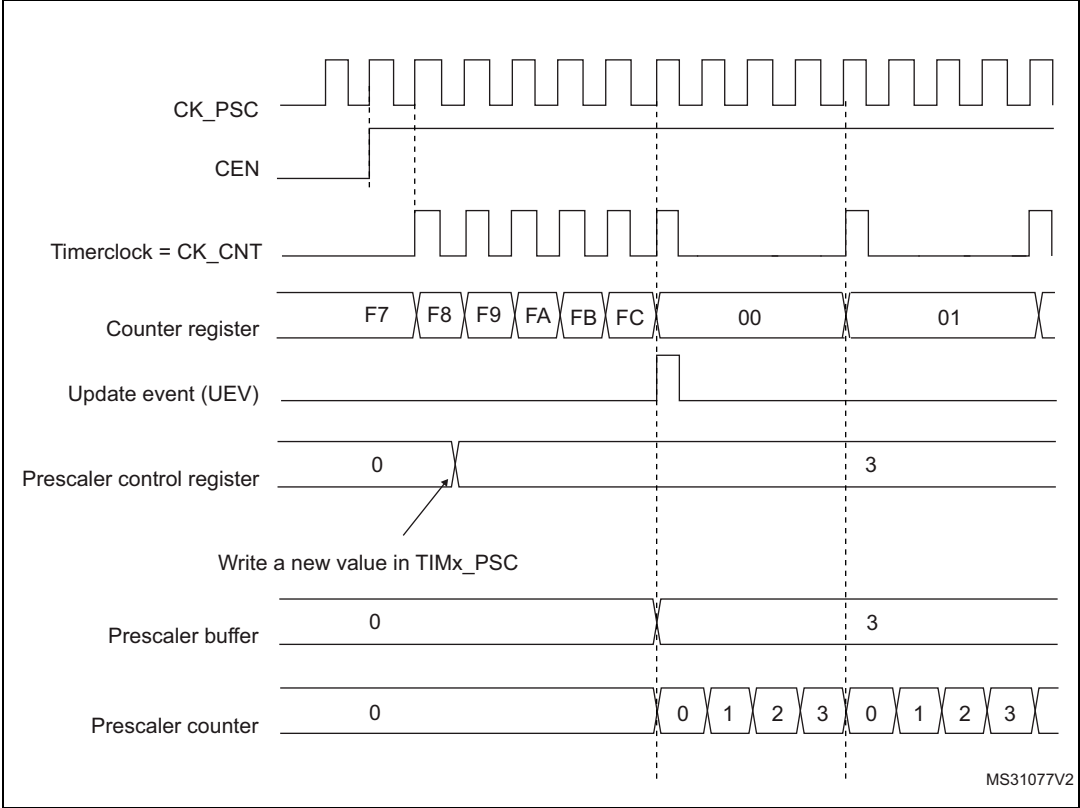 CK_PSC
CEN
Timerclock = CK_CNT
Counter register F7 F8 F9 FA FB FC 00 01
Update event (UEV)
Prescaler control register 0 3
Write a new value in TIMx_PSC
Prescaler buffer 0 3
Prescaler counter 0 0 1 2 3 0 1 2 3
MS31077V2